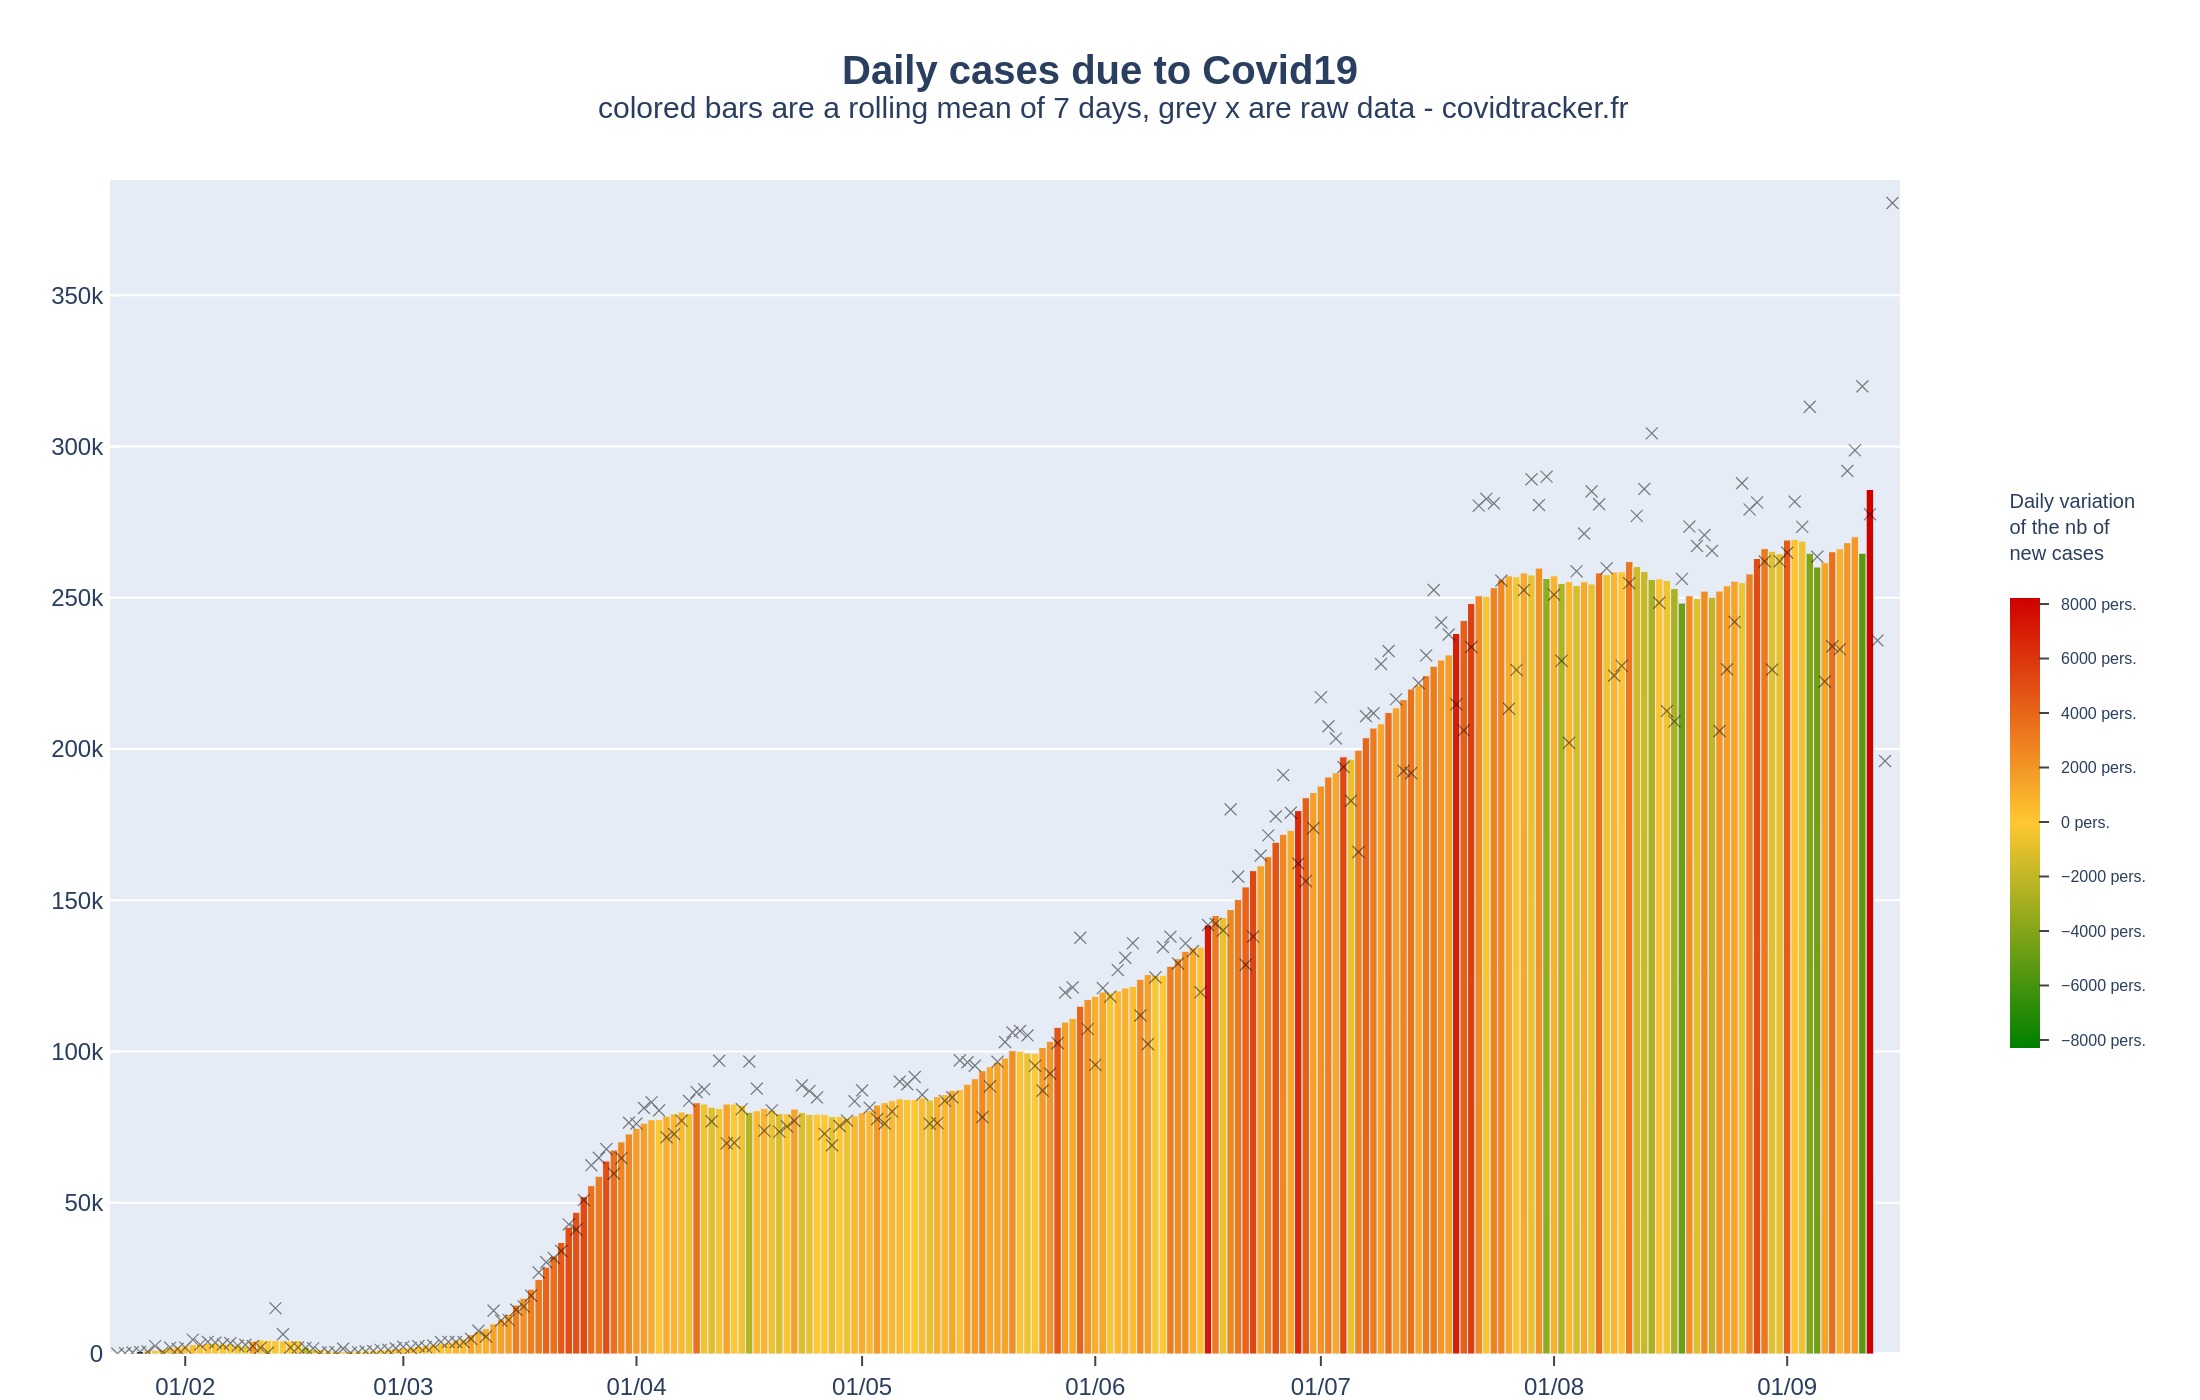 Daily cases due to Covid19
colored bars are a rolling mean of 7 days, grey x are raw data - covidtracker.fr
350k
300k
250k
200k
150k
100k
50k
0
01/02
01/03
01/04
01/05
01/06
01/07
01/08
01/09
Daily variation
of the nb of
new cases
8000 pers.
6000 pers.
4000 pers.
2000 pers.
0 pers.
−2000 pers.
−4000 pers.
−6000 pers.
−8000 pers.